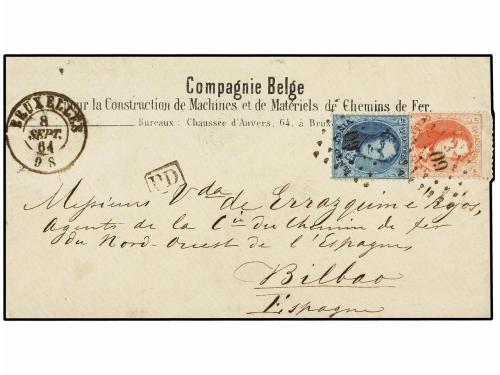 Compagnie Belge
pour la Construction de Machines et de Matériels de Chemins de Fer.
Bureaux: Chaussée d'Anvers, 64, à
BRUXELLES
8
SEPT.
64
PD
60
Messieurs Vda de Errazquin e hijos,
Agents de la Cie du Chemin de fer
du Nord-Ouest de l'Espagne
Bilbao
Espagne